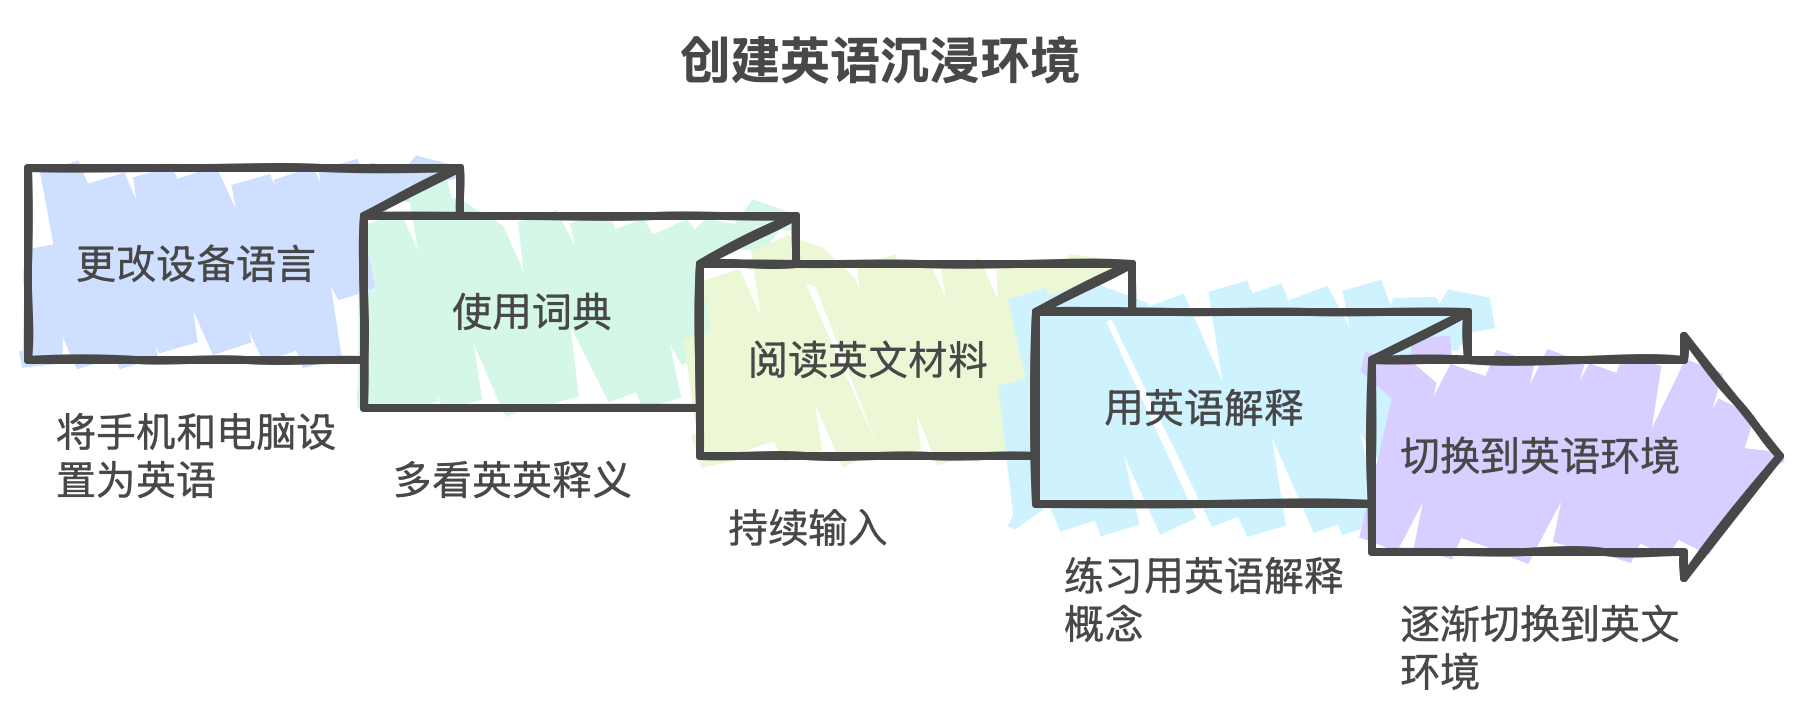 创建英语沉浸环境
更改设备语言
将手机和电脑设
置为英语
使用词典
多看英英释义
阅读英文材料
持续输入
用英语解释
练习用英语解释
概念
切换到英语环境
逐渐切换到英文
环境